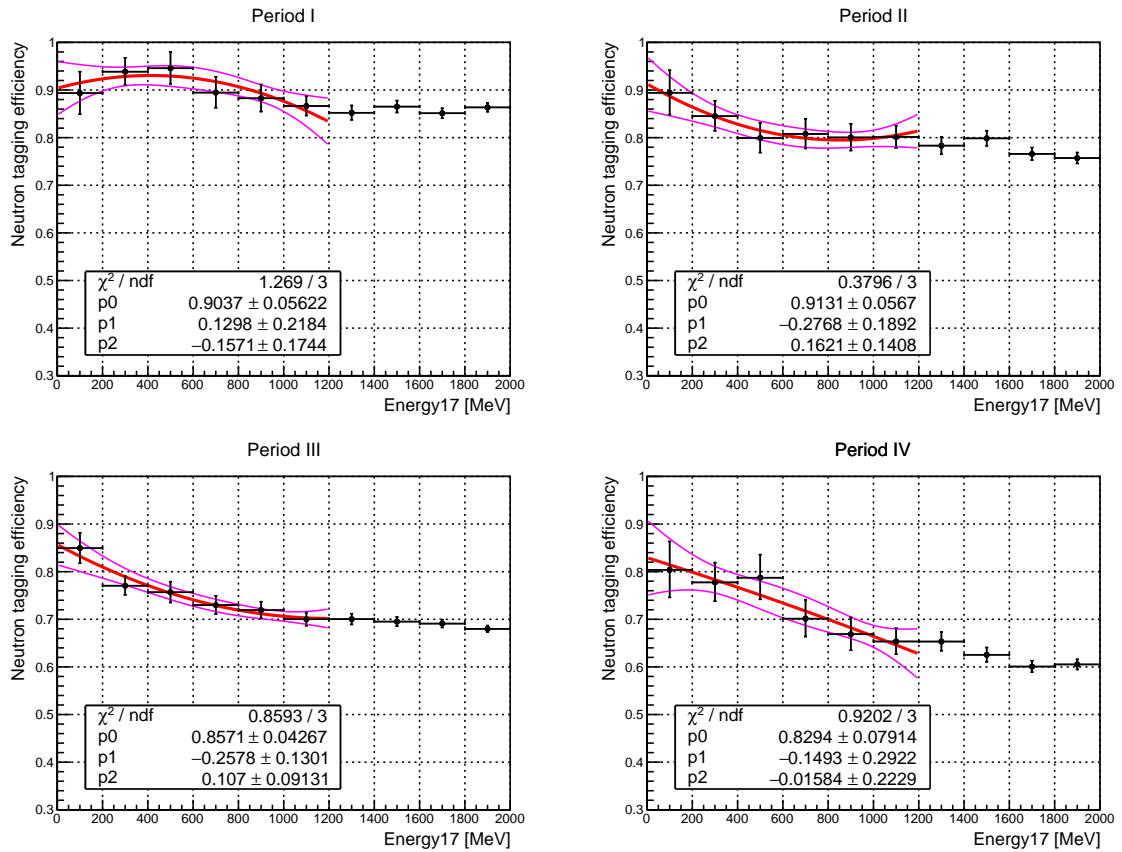 Period I
Neutron tagging efficiency
1
0.9
0.8
0.7
0.6
0.5
0.4
0.3
χ² / ndf 1.269 / 3
p0 0.9037 ± 0.05622
p1 0.1298 ± 0.2184
p2 −0.1571 ± 0.1744
0 200 400 600 800 1000 1200 1400 1600 1800 2000
Energy17 [MeV]
Period II
Neutron tagging efficiency
1
0.9
0.8
0.7
0.6
0.5
0.4
0.3
χ² / ndf 0.3796 / 3
p0 0.9131 ± 0.0567
p1 −0.2768 ± 0.1892
p2 0.1621 ± 0.1408
0 200 400 600 800 1000 1200 1400 1600 1800 2000
Energy17 [MeV]
Period III
Neutron tagging efficiency
1
0.9
0.8
0.7
0.6
0.5
0.4
0.3
χ² / ndf 0.8593 / 3
p0 0.8571 ± 0.04267
p1 −0.2578 ± 0.1301
p2 0.107 ± 0.09131
0 200 400 600 800 1000 1200 1400 1600 1800 2000
Energy17 [MeV]
Period IV
Neutron tagging efficiency
1
0.9
0.8
0.7
0.6
0.5
0.4
0.3
χ² / ndf 0.9202 / 3
p0 0.8294 ± 0.07914
p1 −0.1493 ± 0.2922
p2 −0.01584 ± 0.2229
0 200 400 600 800 1000 1200 1400 1600 1800 2000
Energy17 [MeV]